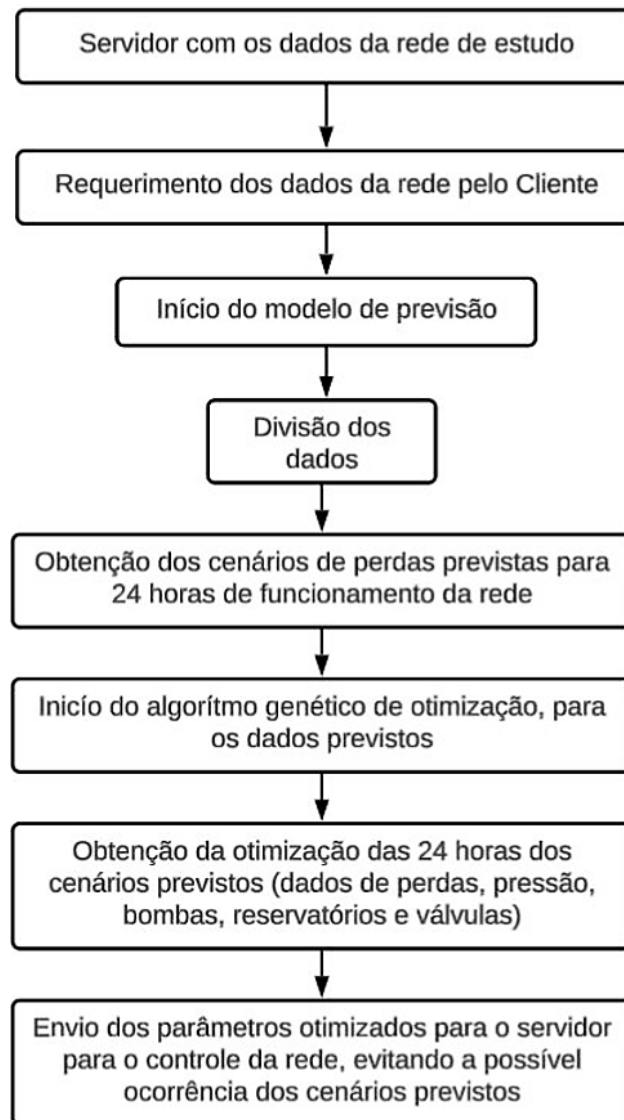 Servidor com os dados da rede de estudo
Requerimento dos dados da rede pelo Cliente
Início do modelo de previsão
Divisão dos
dados
Obtenção dos cenários de perdas previstas para
24 horas de funcionamento da rede
Inicío do algorítmo genético de otimização, para
os dados previstos
Obtenção da otimização das 24 horas dos
cenários previstos (dados de perdas, pressão,
bombas, reservatórios e válvulas)
Envio dos parâmetros otimizados para o servidor
para o controle da rede, evitando a possível
ocorrência dos cenários previstos